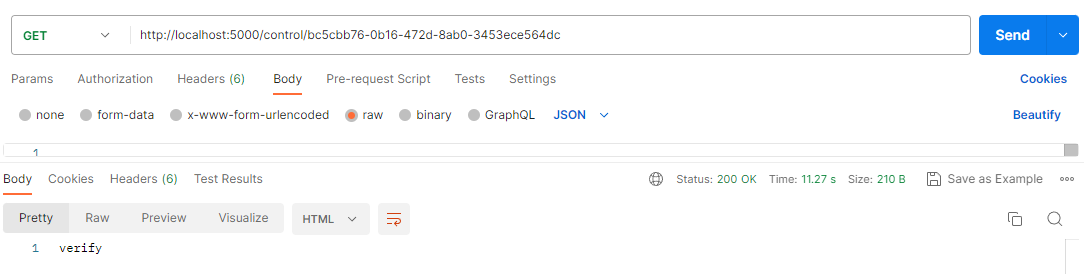 GET http://localhost:5000/control/bc5cbb76-0b16-472d-8ab0-3453ece564dc Send
Params Authorization Headers (6) Body Pre-request Script Tests Settings Cookies
none form-data x-www-form-urlencoded raw binary GraphQL JSON Beautify
1
Body Cookies Headers (6) Test Results Status: 200 OK Time: 11.27 s Size: 210 B Save as Example
Pretty Raw Preview Visualize HTML
1 verify